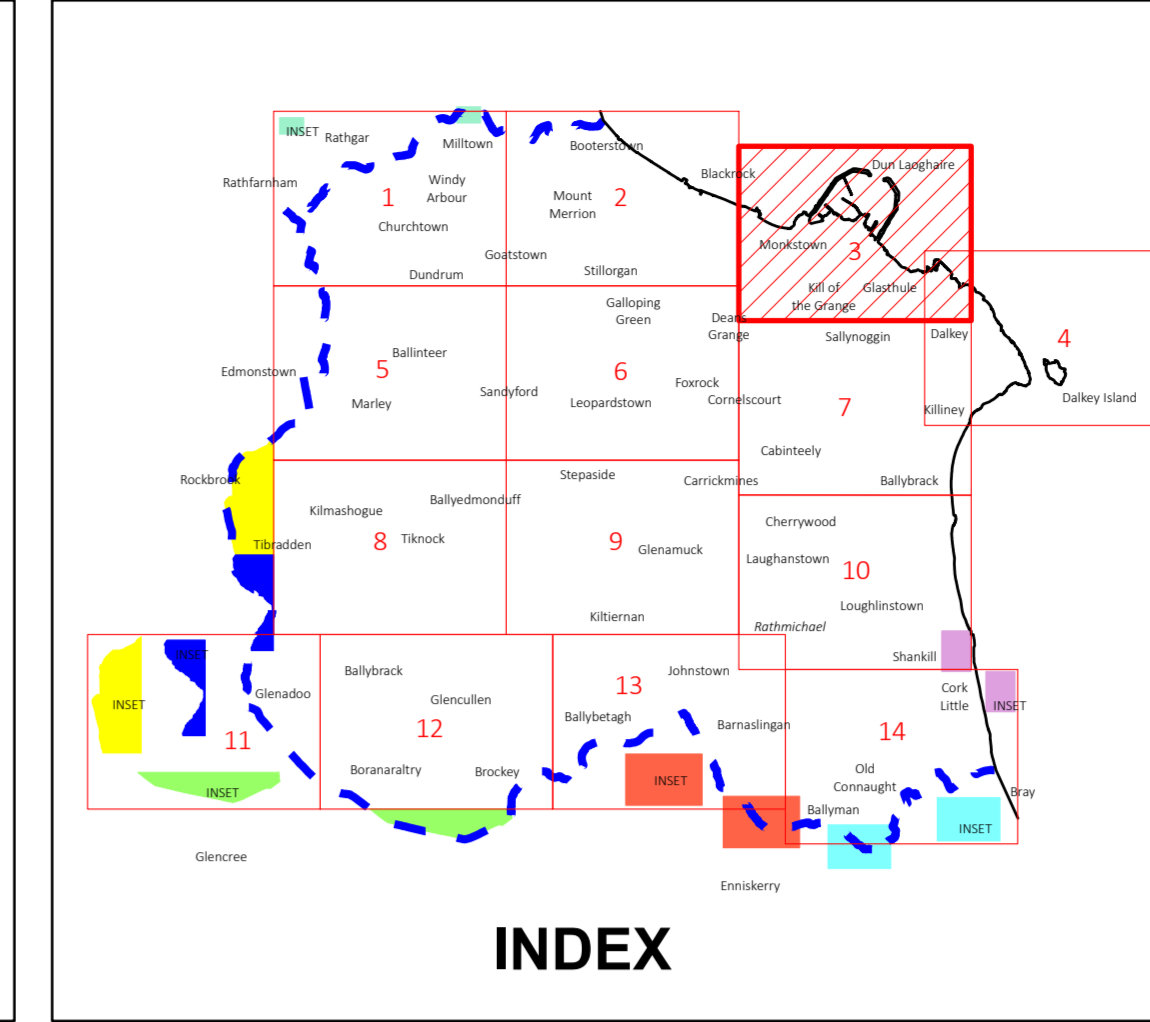 INSET
Rathgar
Milltown
Booterstown
Rathfarnham
Windy
Arbour
1
Churchtown
Mount
Merrion
2
Blackrock
Dun Laoghaire
Goatstown
Dundrum
Stillorgan
Monkstown
3
Kill of
the Grange
Glasthule
Galloping
Green
Deans
Grange
Sallynoggin
Dalkey
4
Edmonstown
Ballinteer
5
Marley
Sandyford
6
Leopardstown
Foxrock
Cornelscourt
7
Killiney
Dalkey Island
Cabinteely
Rockbrook
Stepaside
Carrickmines
Ballybrack
Ballyedmonduff
Kilmashogue
Tibradden
8
Tiknock
9
Glenamuck
Kiltiernan
Cherrywood
Laughanstown
10
Loughlinstown
Rathmichael
Shankill
INSET
INSET
Glenadoo
11
INSET
Ballybrack
Glencullen
12
Boranaraltry
Brockey
Johnstown
13
Ballybetagh
Barnaslingan
INSET
Cork
Little
INSET
14
Old
Connaught
Ballyman
Bray
INSET
Glencree
Enniskerry
INDEX